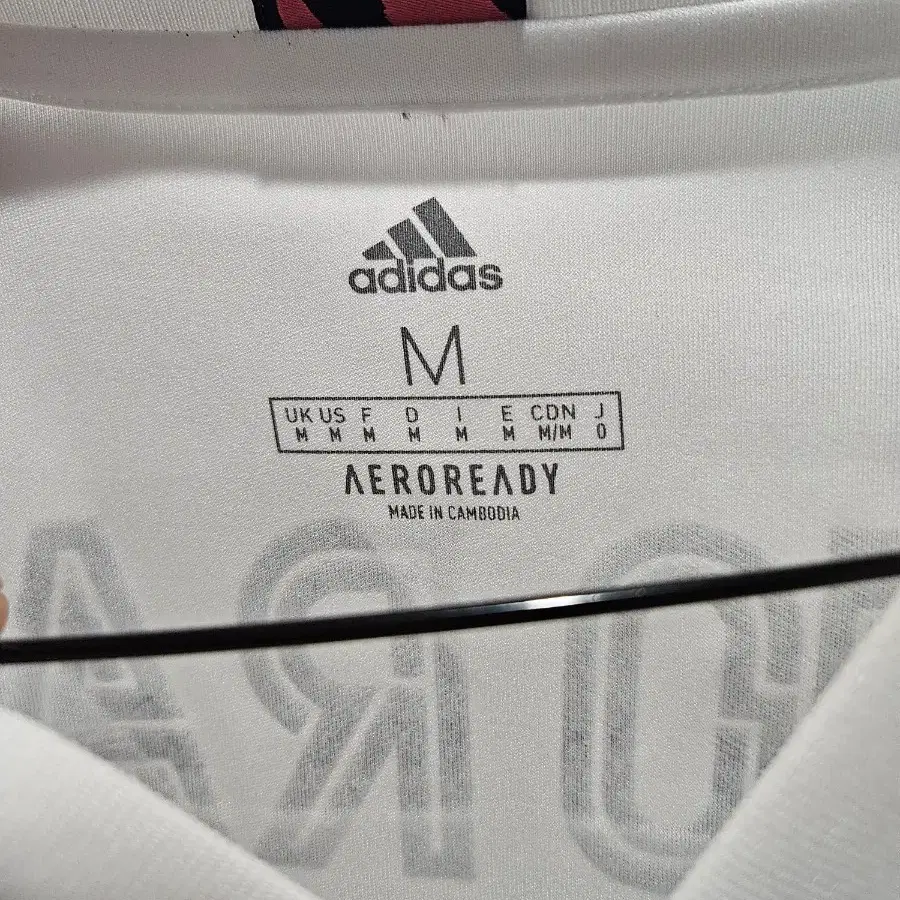 adidas
M
UK US F D I E CDN J
M M M M M M M/M O
AEROREADY
MADE IN CAMBODIA